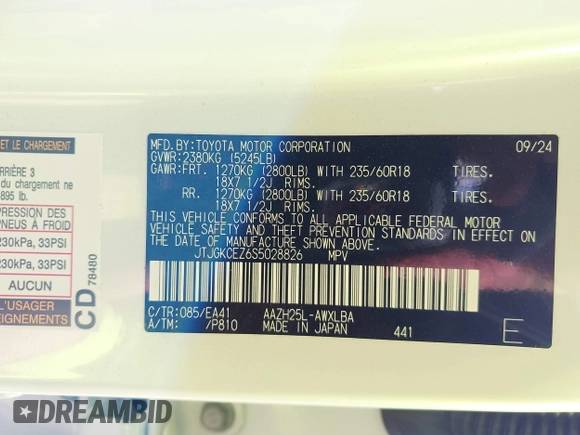 ET LE CHARGEMENT
RRIÈRE 3
du chargement ne
895 lb.
PRESSION DES
PNEUS À FROID
230kPa, 33PSI
230kPa, 33PSI
AUCUN
L'USAGER
EIGNEMENTS
CD 78480
MFD.BY:TOYOTA MOTOR CORPORATION 09/24
GVWR:2380KG (5245LB)
GAWR:FRT. 1270KG (2800LB) WITH 235/60R18 TIRES.
18X7 1/2J RIMS.
RR. 1270KG (2800LB) WITH 235/60R18 TIRES.
18X7 1/2J RIMS.
THIS VEHICLE CONFORMS TO ALL APPLICABLE FEDERAL MOTOR
VEHICLE SAFETY AND THEFT PREVENTION STANDARDS IN EFFECT ON
THE DATE OF MANUFACTURE SHOWN ABOVE.
JTJGKCEZ6S5028826 MPV
C/TR:085/EA41 AAZH25L-AWXLBA
A/TM: /P810 MADE IN JAPAN 441 E
DREAMBID